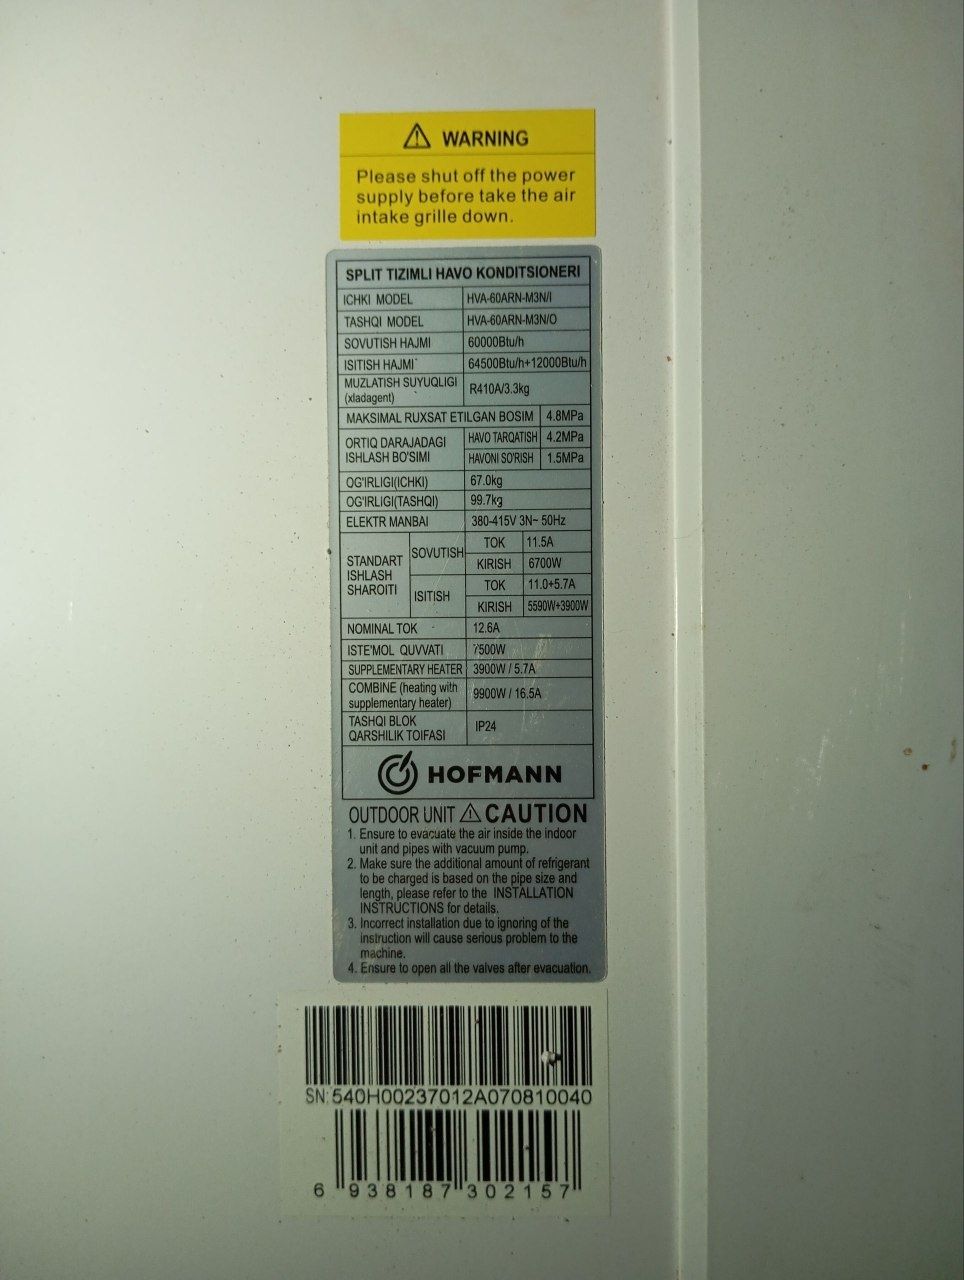 ⚠ WARNING
Please shut off the power
supply before take the air
intake grille down.
SPLIT TIZIMLI HAVO KONDITSIONERI
ICHKI MODEL HVA-60ARN-M3N/I
TASHQI MODEL HVA-60ARN-M3N/O
SOVUTISH HAJMI 60000Btu/h
ISITISH HAJMI 64500Btu/h+12000Btu/h
MUZLATISH SUYUQLIGI
(xladagent) R410A/3.3kg
MAKSIMAL RUXSAT ETILGAN BOSIM 4.8MPa
ORTIQ DARAJADAGI
ISHLASH BO'SIMI
HAVO TARQATISH 4.2MPa
HAVONI SO'RISH 1.5MPa
OG'IRLIGI(ICHKI) 67.0kg
OG'IRLIGI(TASHQI) 99.7kg
ELEKTR MANBAI 380-415V 3N~ 50Hz
STANDART
ISHLASH
SHAROITI
SOVUTISH
TOK 11.5A
KIRISH 6700W
ISITISH
TOK 11.0+5.7A
KIRISH 5590W+3900W
NOMINAL TOK 12.6A
ISTE'MOL QUVVATI 7500W
SUPPLEMENTARY HEATER 3900W / 5.7A
COMBINE (heating with
supplementary heater) 9900W / 16.5A
TASHQI BLOK
QARSHILIK TOIFASI IP24
HOFMANN
OUTDOOR UNIT ⚠ CAUTION
1. Ensure to evacuate the air inside the indoor
unit and pipes with vacuum pump.
2. Make sure the additional amount of refrigerant
to be charged is based on the pipe size and
length, please refer to the INSTALLATION
INSTRUCTIONS for details.
3. Incorrect installation due to ignoring of the
instruction will cause serious problem to the
machine.
4. Ensure to open all the valves after evacuation.
SN:540H00237012A070810040
6 938187 302157